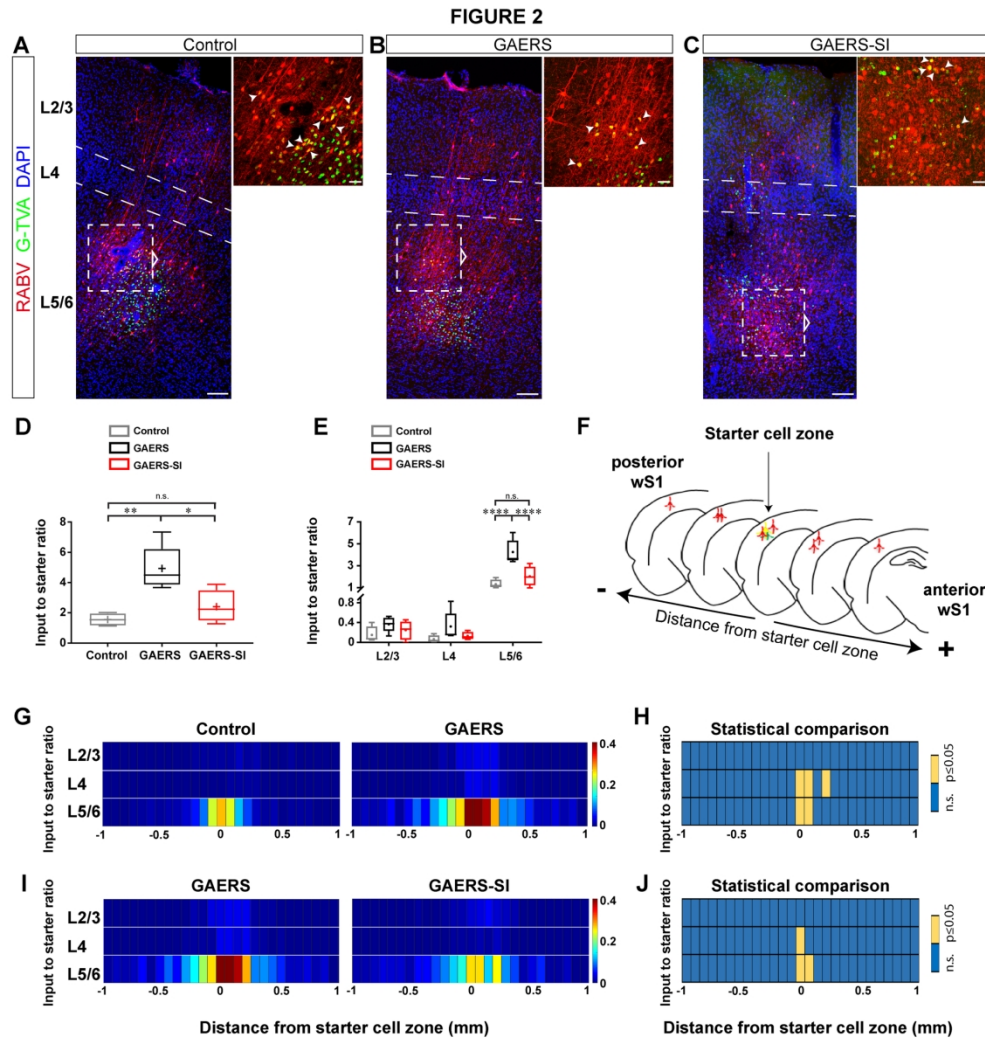 FIGURE 2
A
Control
B
GAERS
C
GAERS-SI
RABV G-TVA DAPI
L2/3
L4
L5/6
D
Control
GAERS
GAERS-SI
n.s.
** *
Input to starter ratio
8
6
4
2
0
Control GAERS GAERS-SI
E
Control
GAERS
GAERS-SI
n.s.
**** ****
Input to starter ratio
7
5
3
1
0.8
0.4
0
L2/3 L4 L5/6
F
Starter cell zone
posterior
wS1
anterior
wS1
-
Distance from starter cell zone
+
G
Control
GAERS
Input to starter ratio
L2/3
L4
L5/6
-1 0 0.5 1
-1 0 0.5 1
0.4
0.2
0
H
Statistical comparison
Input to starter ratio
-1 0 0.5 1
n.s. p≤0.05
I
GAERS
GAERS-SI
Input to starter ratio
L2/3
L4
L5/6
-1 0 0.5 1
-1 0 0.5 1
0.4
0.2
0
J
Statistical comparison
Input to starter ratio
-1 0 0.5 1
n.s. p≤0.05
Distance from starter cell zone (mm)
Distance from starter cell zone (mm)